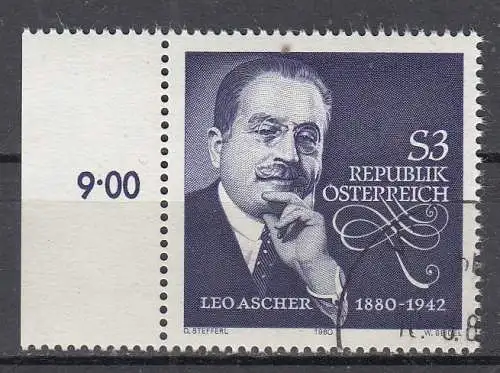 9·00
S3
REPUBLIK
ÖSTERREICH
LEO ASCHER 1880-1942
O. STEFFERL 1980 W. SEIDEL